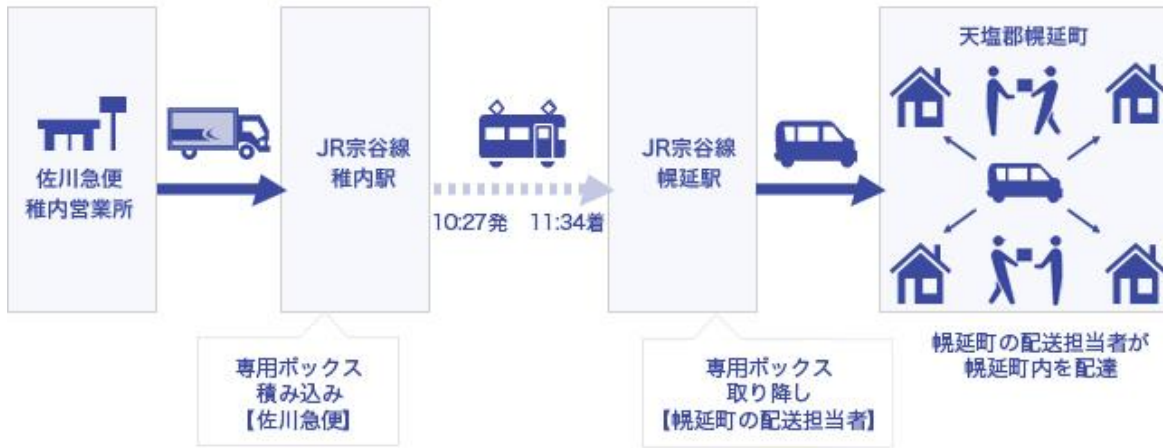 佐川急便
稚内営業所
JR宗谷線
稚内駅
10:27発　11:34着
JR宗谷線
幌延駅
天塩郡幌延町
専用ボックス
積み込み
【佐川急便】
専用ボックス
取り降し
【幌延町の配送担当者】
幌延町の配送担当者が
幌延町内を配達